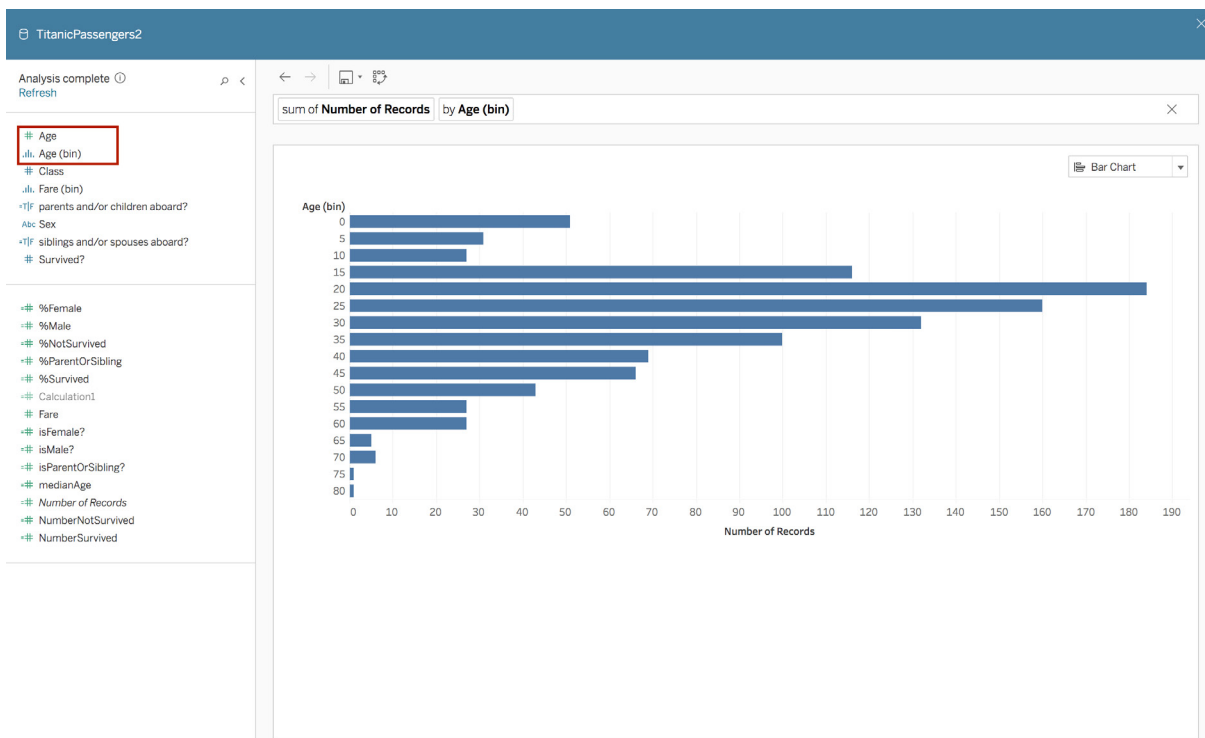 TitanicPassengers2
Analysis complete
Refresh
# Age
Age (bin)
# Class
Fare (bin)
=T|F parents and/or children aboard?
Abc Sex
=T|F siblings and/or spouses aboard?
# Survived?
=# %Female
=# %Male
=# %NotSurvived
=# %ParentOrSibling
=# %Survived
=# Calculation1
# Fare
=# isFemale?
=# isMale?
=# isParentOrSibling?
=# medianAge
=# Number of Records
=# NumberNotSurvived
=# NumberSurvived
sum of Number of Records by Age (bin)
Bar Chart
Age (bin)
0
5
10
15
20
25
30
35
40
45
50
55
60
65
70
75
80
0 10 20 30 40 50 60 70 80 90 100 110 120 130 140 150 160 170 180 190
Number of Records